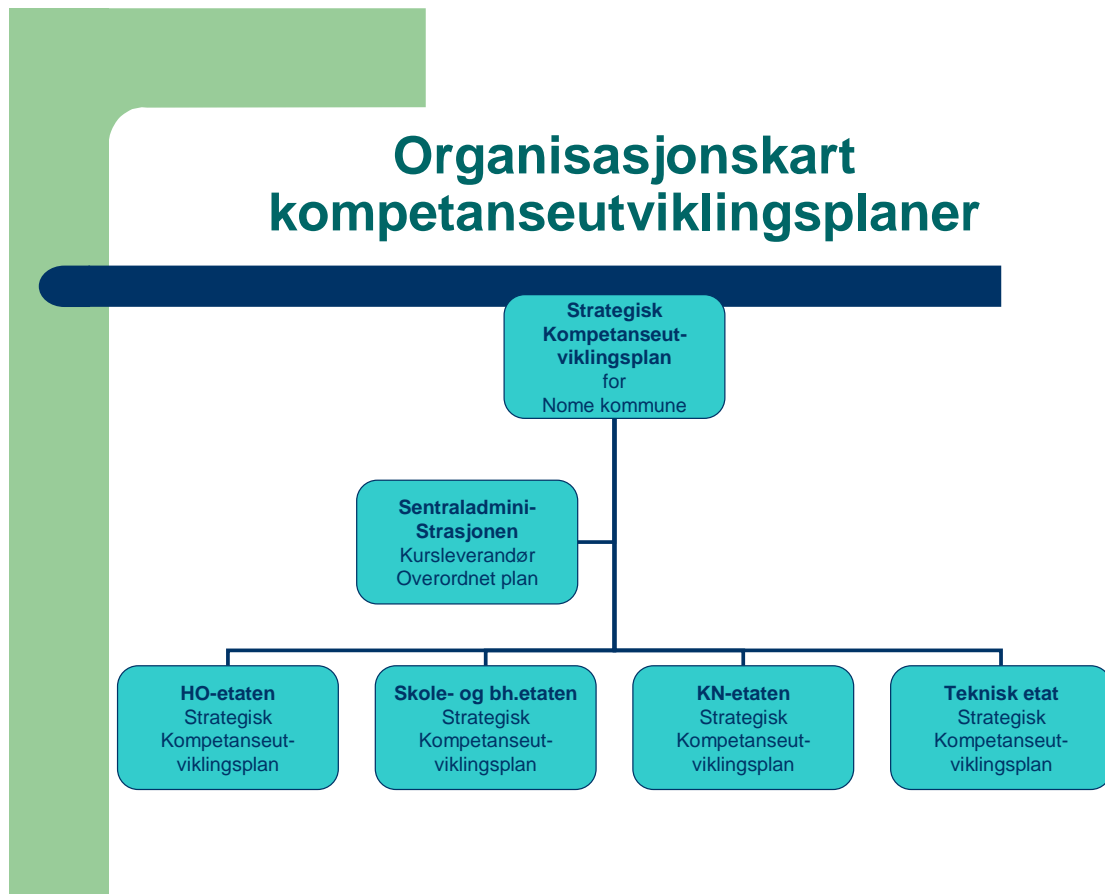 Organisasjonskart
kompetanseutviklingsplaner
Strategisk
Kompetanseut-
viklingsplan
for
Nome kommune
Sentraladmini-
Strasjonen
Kursleverandør
Overordnet plan
HO-etaten
Strategisk
Kompetanseut-
viklingsplan
Skole- og bh.etaten
Strategisk
Kompetanseut-
viklingsplan
KN-etaten
Strategisk
Kompetanseut-
viklingsplan
Teknisk etat
Strategisk
Kompetanseut-
viklingsplan